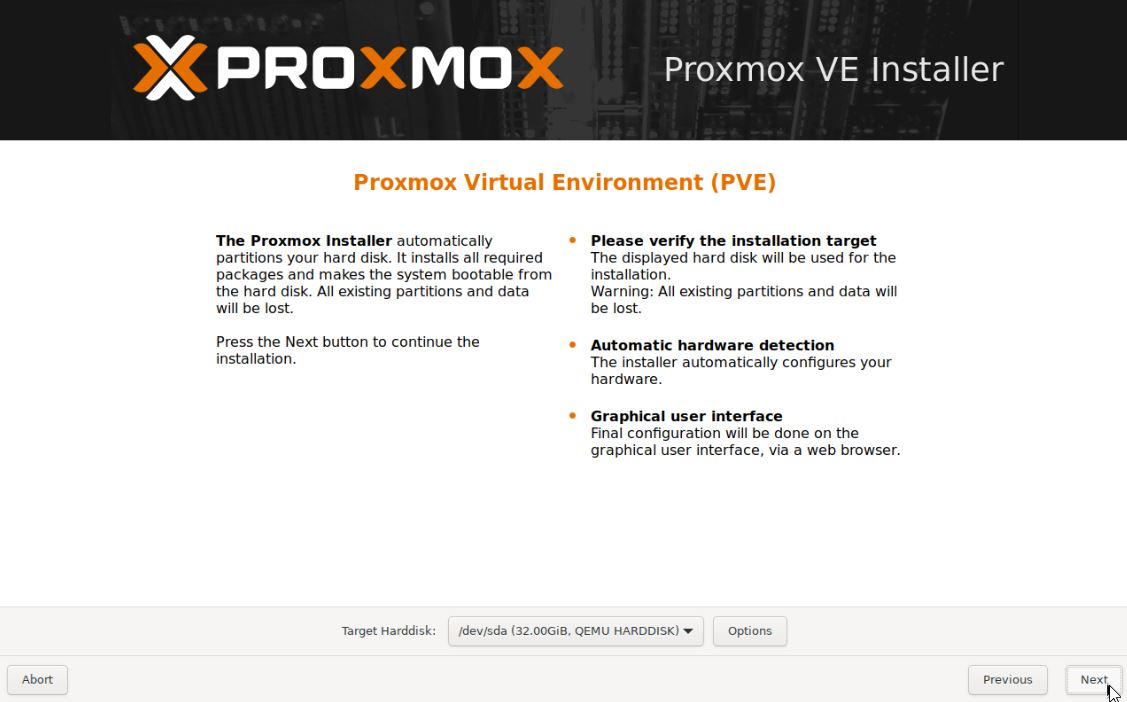 PROXMOX
Proxmox VE Installer
Proxmox Virtual Environment (PVE)
The Proxmox Installer automatically
partitions your hard disk. It installs all required
packages and makes the system bootable from
the hard disk. All existing partitions and data
will be lost.
Press the Next button to continue the
installation.
Please verify the installation target
The displayed hard disk will be used for the
installation.
Warning: All existing partitions and data will
be lost.
Automatic hardware detection
The installer automatically configures your
hardware.
Graphical user interface
Final configuration will be done on the
graphical user interface, via a web browser.
Target Harddisk: /dev/sda (32.00GiB, QEMU HARDDISK) Options
Abort Previous Next